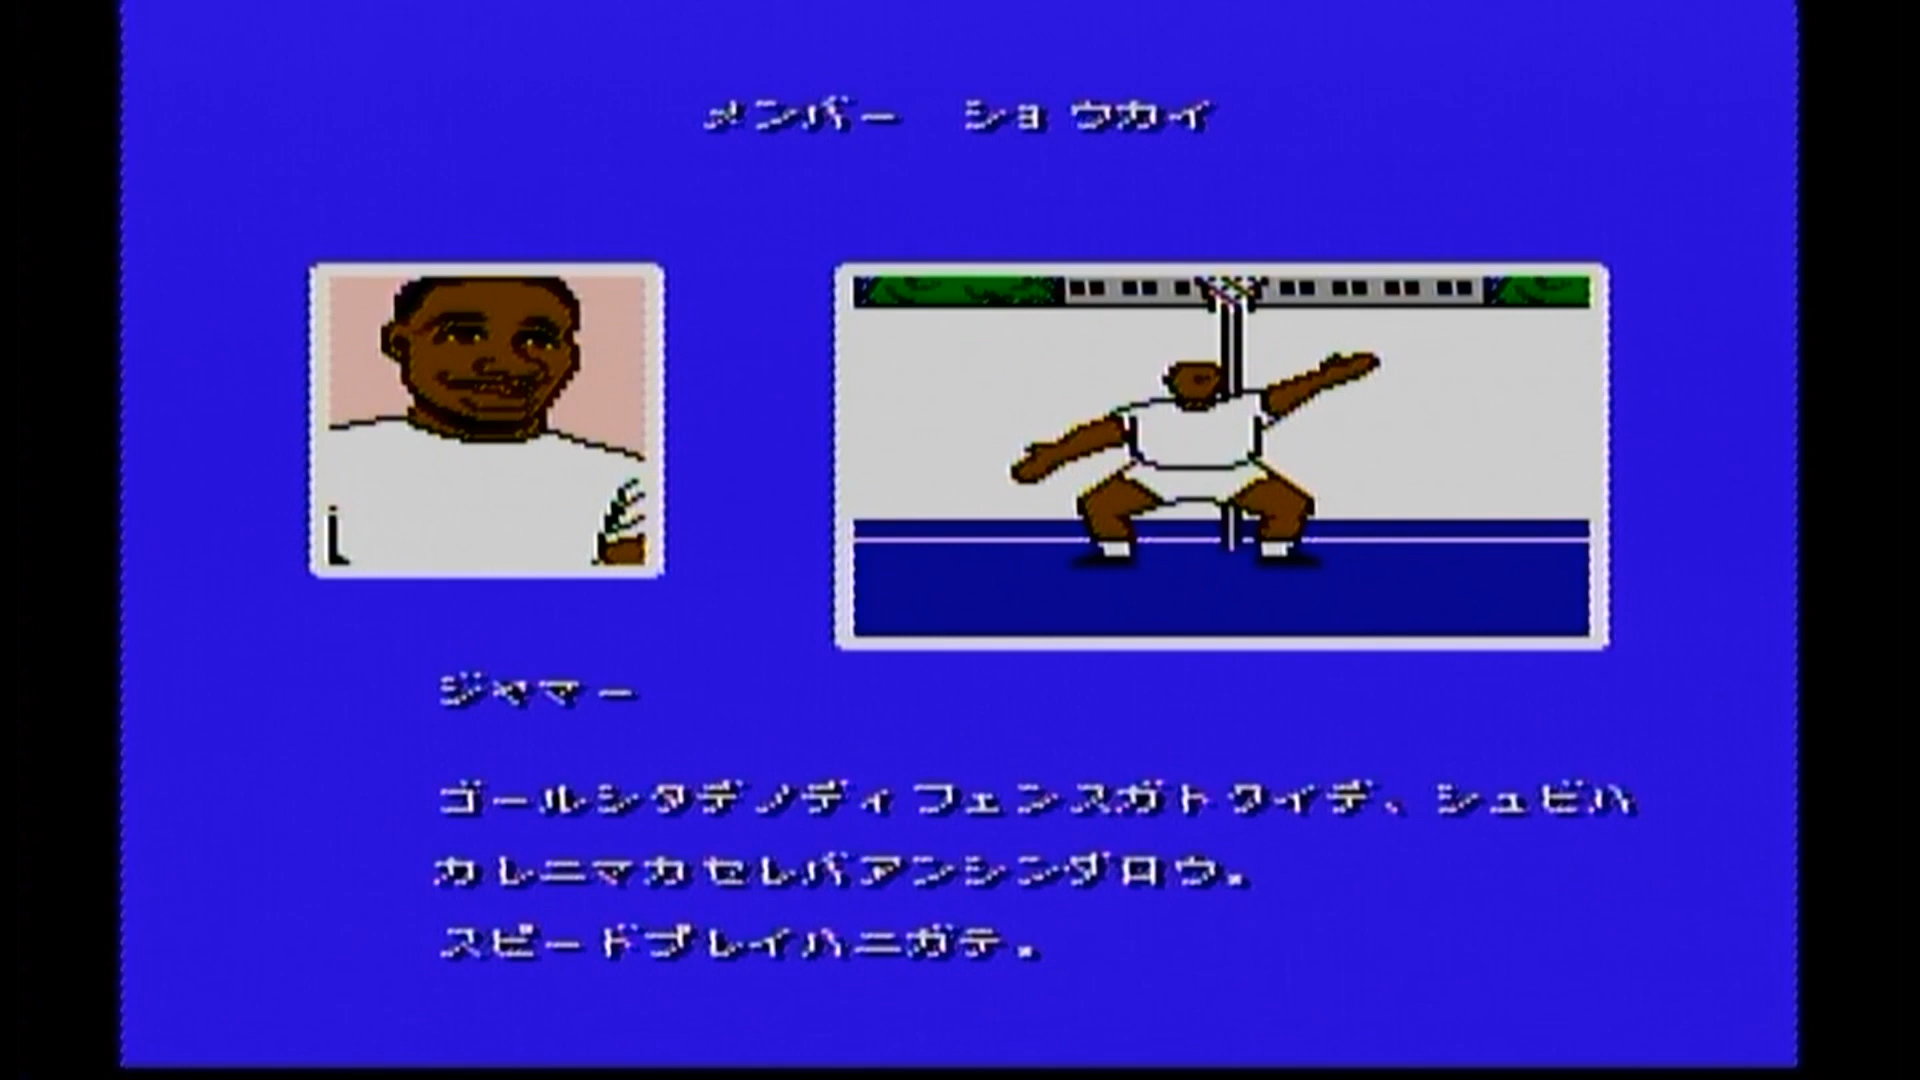 メンバー ショウカイ
ジャマー
ゴールシタデノディフェンスガトクイデ、シュビハ
カレニマカセレバアンシンダロウ。
スピードプレイハニガテ。